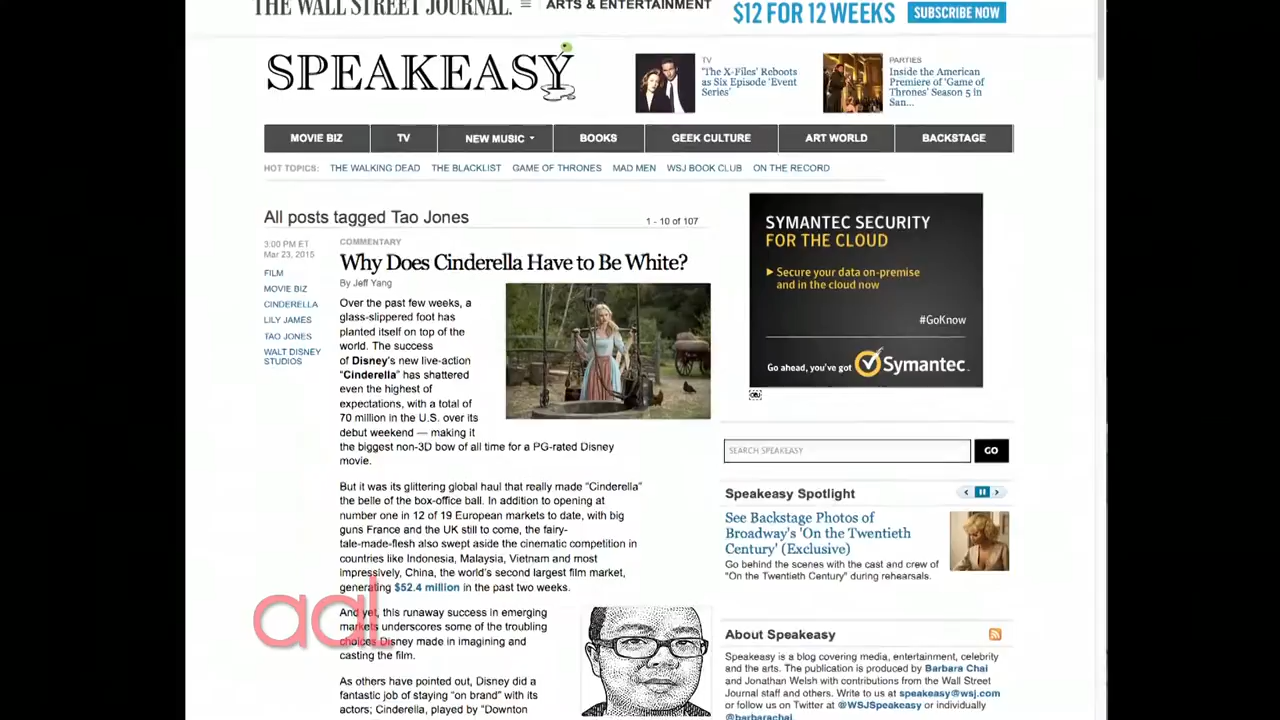 THE WALL STREET JOURNAL.
ARTS & ENTERTAINMENT
$12 FOR 12 WEEKS
SUBSCRIBE NOW
SPEAKEASY
TV
'The X-Files' Reboots
as Six Episode 'Event
Series'
PARTIES
Inside the American
Premiere of 'Game of
Thrones' Season 5 in
San...
MOVIE BIZ
TV
NEW MUSIC
BOOKS
GEEK CULTURE
ART WORLD
BACKSTAGE
HOT TOPICS: THE WALKING DEAD THE BLACKLIST GAME OF THRONES MAD MEN WSJ BOOK CLUB ON THE RECORD
All posts tagged Tao Jones
1 - 10 of 107
3:00 PM ET
Mar 23, 2015
FILM
MOVIE BIZ
CINDERELLA
LILY JAMES
TAO JONES
WALT DISNEY
STUDIOS
COMMENTARY
Why Does Cinderella Have to Be White?
By Jeff Yang
Over the past few weeks, a
glass-slippered foot has
planted itself on top of the
world. The success
of Disney's new live-action
"Cinderella" has shattered
even the highest of
expectations, with a total of
70 million in the U.S. over its
debut weekend — making it
the biggest non-3D bow of all time for a PG-rated Disney
movie.
But it was its glittering global haul that really made "Cinderella"
the belle of the box-office ball. In addition to opening at
number one in 12 of 19 European markets to date, with big
guns France and the UK still to come, the fairy-
tale-made-flesh also swept aside the cinematic competition in
countries like Indonesia, Malaysia, Vietnam and most
impressively, China, the world's second largest film market,
generating $52.4 million in the past two weeks.
And yet, this runaway success in emerging
markets underscores some of the troubling
choices Disney made in imagining and
casting the film.
As others have pointed out, Disney did a
fantastic job of staying "on brand" with its
actors; Cinderella, played by "Downton
aal
SYMANTEC SECURITY
FOR THE CLOUD
Secure your data on-premise
and in the cloud now
#GoKnow
Go ahead, you've got Symantec.
SEARCH SPEAKEASY
GO
Speakeasy Spotlight
See Backstage Photos of
Broadway's 'On the Twentieth
Century' (Exclusive)
Go behind the scenes with the cast and crew of
"On the Twentieth Century" during rehearsals.
About Speakeasy
Speakeasy is a blog covering media, entertainment, celebrity
and the arts. The publication is produced by Barbara Chai
and Jonathan Welsh with contributions from the Wall Street
Journal staff and others. Write to us at speakeasy@wsj.com
or follow us on Twitter at @WSJSpeakeasy or individually
@barbarachai.